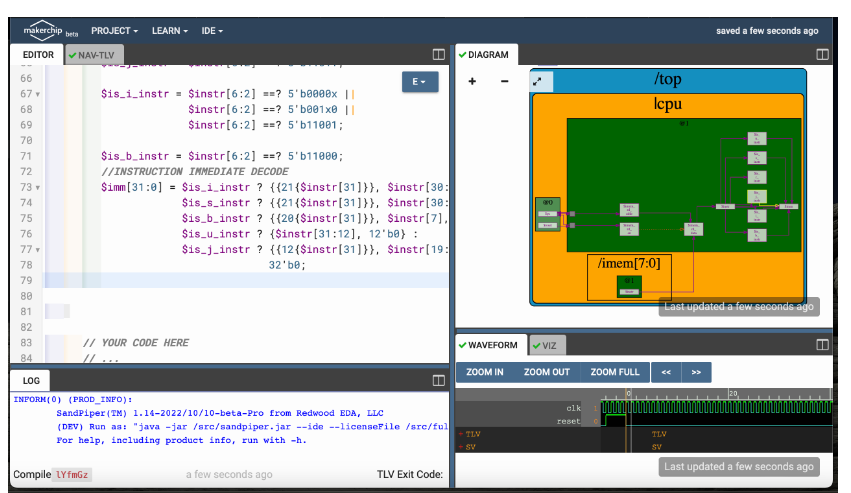 makerchip beta PROJECT LEARN IDE saved a few seconds ago
EDITOR NAV-TLV
E
66
67 $is_i_instr = $instr[6:2] ==? 5'b0000x ||
68 $instr[6:2] ==? 5'b001x0 ||
69 $instr[6:2] ==? 5'b11001;
70
71 $is_b_instr = $instr[6:2] ==? 5'b11000;
72 //INSTRUCTION IMMEDIATE DECODE
73 $imm[31:0] = $is_i_instr ? {{21{$instr[31]}}, $instr[30:
74 $is_s_instr ? {{21{$instr[31]}}, $instr[30:
75 $is_b_instr ? {{20{$instr[31]}}, $instr[7],
76 $is_u_instr ? {$instr[31:12], 12'b0} :
77 $is_j_instr ? {{12{$instr[31]}}, $instr[19:
78 32'b0;
79
80
81
82
83 // YOUR CODE HERE
84 // ...
LOG
INFORM(0) (PROD_INFO):
SandPiper(TM) 1.14-2022/10/10-beta-Pro from Redwood EDA, LLC
(DEV) Run as: "java -jar /src/sandpiper.jar --ide --licenseFile /src/ful
For help, including product info, run with -h.
Compile lYfmGz a few seconds ago TLV Exit Code:
DIAGRAM
+ −
/top
|cpu
@1
@0
/imem[7:0]
@1
Last updated a few seconds ago
WAVEFORM VIZ
ZOOM IN ZOOM OUT ZOOM FULL << >>
0 20
clk 1
reset 0
TLV TLV
SV SV
Last updated a few seconds ago